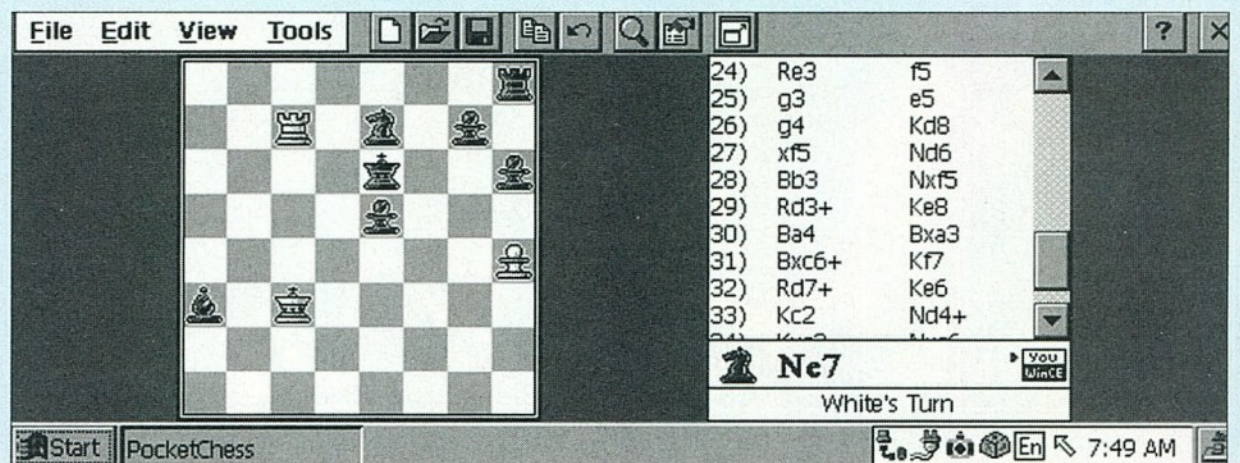 File Edit View Tools ? ×
24) Re3 f5
25) g3 e5
26) g4 Kd8
27) xf5 Nd6
28) Bb3 Nxf5
29) Rd3+ Ke8
30) Ba4 Bxa3
31) Bxc6+ Kf7
32) Rd7+ Ke6
33) Kc2 Nd4+
Ne7 You
WinCE
White's Turn
Start PocketChess En 7:49 AM